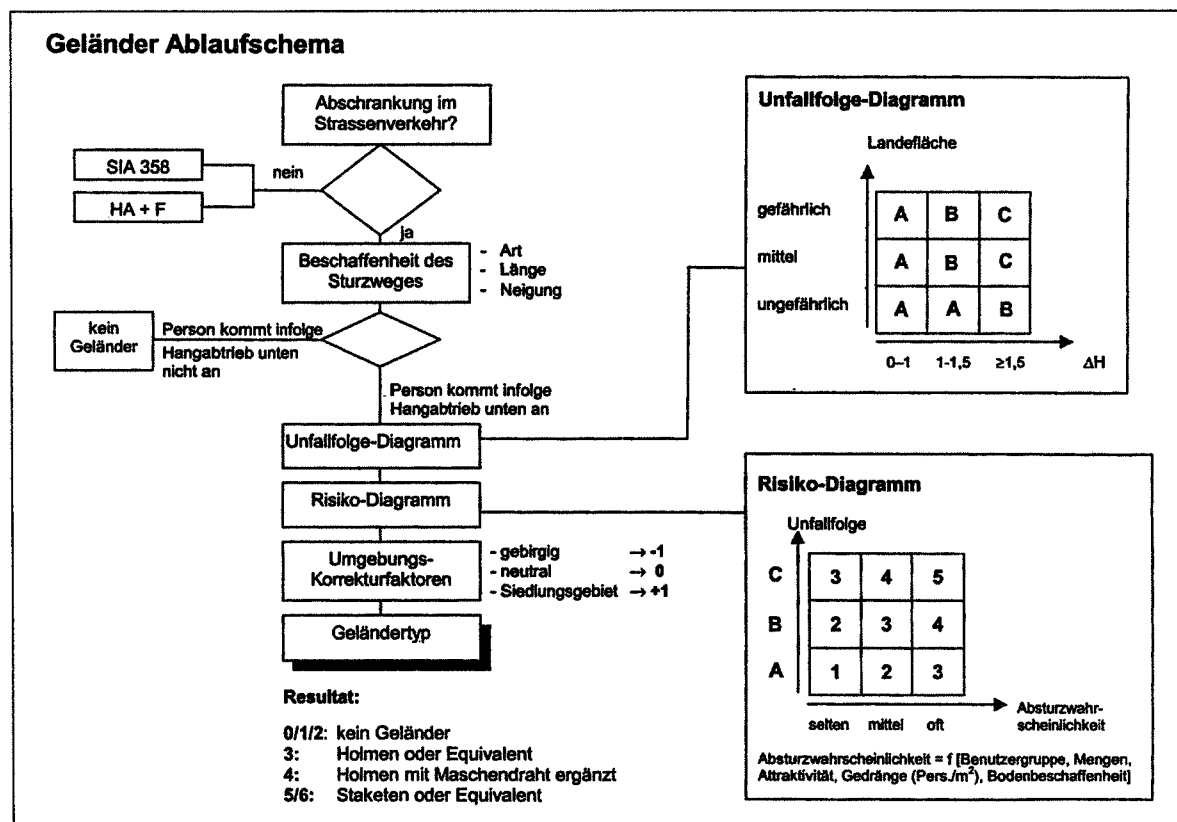 Geländer Ablaufschema
Abschrankung im
Strassenverkehr?
SIA 358
HA + F
nein
ja
Beschaffenheit des
Sturzweges
- Art
- Länge
- Neigung
kein
Geländer
Person kommt infolge
Hangabtrieb unten
nicht an
Person kommt infolge
Hangabtrieb unten an
Unfallfolge-Diagramm
Risiko-Diagramm
Umgebungs-
Korrekturfaktoren
- gebirgig → -1
- neutral → 0
- Siedlungsgebiet → +1
Geländertyp
Resultat:
0/1/2: kein Geländer
3: Holmen oder Equivalent
4: Holmen mit Maschendraht ergänzt
5/6: Staketen oder Equivalent
Unfallfolge-Diagramm
Landefläche
gefährlich A B C
mittel A B C
ungefährlich A A B
0–1 1-1,5 ≥1,5 ΔH
Risiko-Diagramm
Unfallfolge
C 3 4 5
B 2 3 4
A 1 2 3
selten mittel oft
Absturzwahr-
scheinlichkeit
Absturzwahrscheinlichkeit = f [Benutzergruppe, Mengen,
Attraktivität, Gedränge (Pers./m²), Bodenbeschaffenheit]